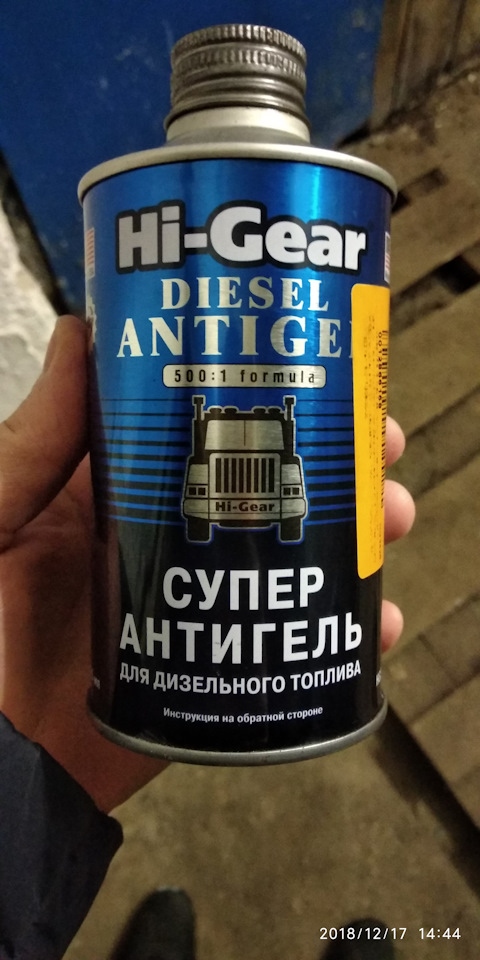 Hi-Gear
DIESEL
ANTIGE
500:1 formula
Hi-Gear
СУПЕР
АНТИГЕЛЬ
ДЛЯ ДИЗЕЛЬНОГО ТОПЛИВА
Инструкция на обратной стороне
2018/12/17 14:44